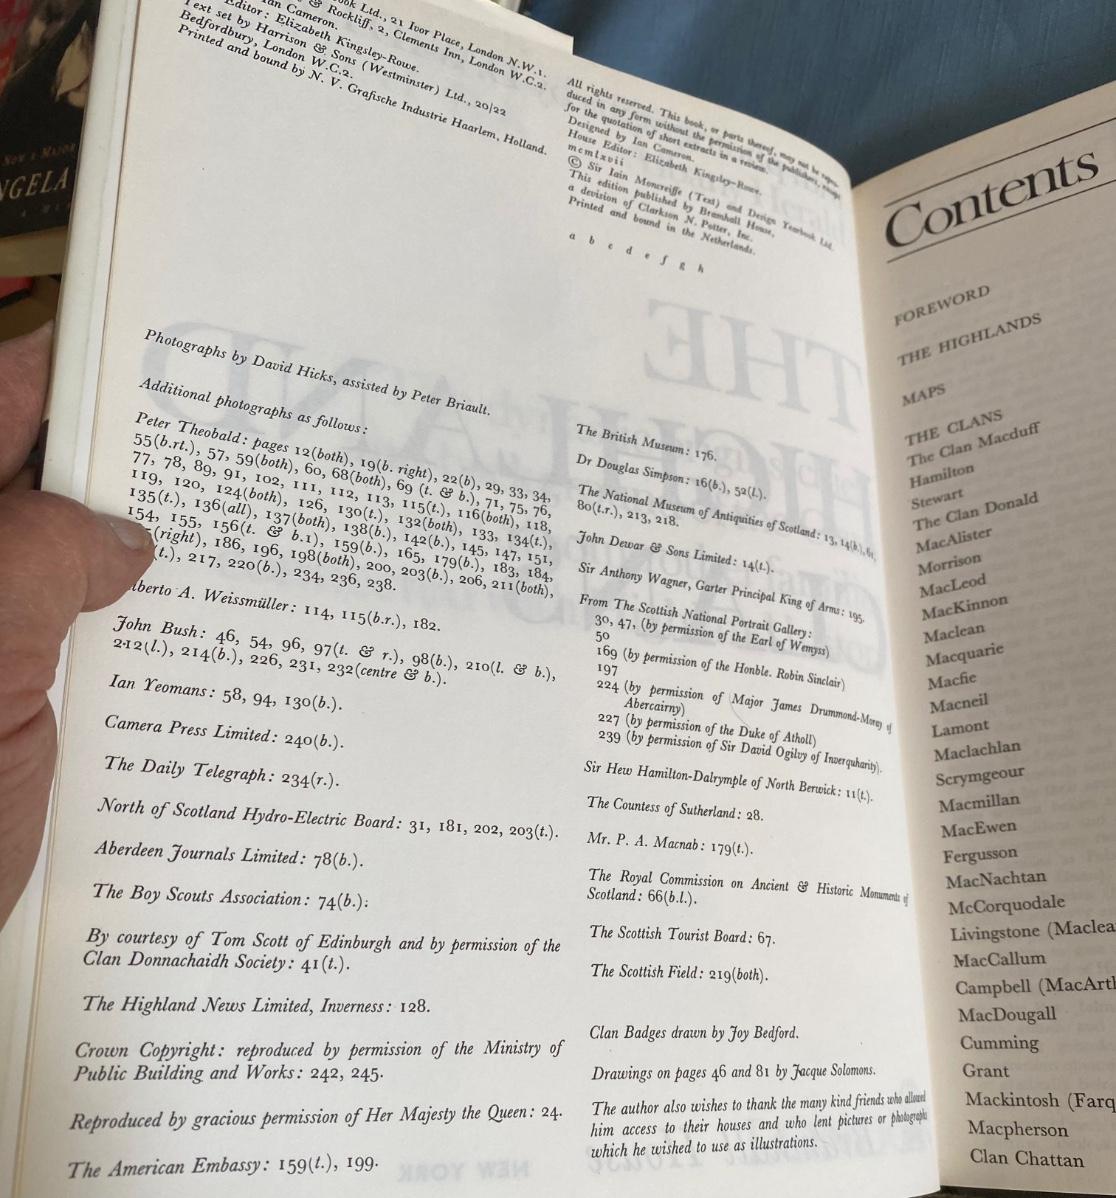 ook Ltd., 21 Ivor Place, London N.W.1.
& Rockliff, 2, Clements Inn, London W.C.2.
Ian Cameron.
Editor: Elizabeth Kingsley-Rowe.
Text set by Harrison & Sons (Westminster) Ltd., 20/22
Bedfordbury, London W.C.2.
Printed and bound by N. V. Grafische Industrie Haarlem, Holland.
Photographs by David Hicks, assisted by Peter Briault.
Additional photographs as follows:
Peter Theobald: pages 12(both), 19(b. right), 22(b), 29, 33, 34,
55(b.rt.), 57, 59(both), 60, 68(both), 69 (t. & b.), 71, 75, 76,
77, 78, 89, 91, 102, 111, 112, 113, 115(t.), 116(both), 118,
119, 120, 124(both), 126, 130(t.), 132(both), 133, 134(t.),
135(t.), 136(all), 137(both), 138(b.), 142(b.), 145, 147, 151,
154, 155, 156(t. & b.1), 159(b.), 165, 179(b.), 183, 184,
(right), 186, 196, 198(both), 200, 203(b.), 206, 211(both),
(t.), 217, 220(b.), 234, 236, 238.
lberto A. Weissmüller: 114, 115(b.r.), 182.
John Bush: 46, 54, 96, 97(t. & r.), 98(b.), 210(l. & b.),
212(l.), 214(b.), 226, 231, 232(centre & b.).
Ian Yeomans: 58, 94, 130(b.).
Camera Press Limited: 240(b.).
The Daily Telegraph: 234(r.).
North of Scotland Hydro-Electric Board: 31, 181, 202, 203(t.).
Aberdeen Journals Limited: 78(b.).
The Boy Scouts Association: 74(b.).
By courtesy of Tom Scott of Edinburgh and by permission of the
Clan Donnachaidh Society: 41(t.).
The Highland News Limited, Inverness: 128.
Crown Copyright: reproduced by permission of the Ministry of
Public Building and Works: 242, 245.
Reproduced by gracious permission of Her Majesty the Queen: 24.
The American Embassy: 159(t.), 199.
All rights reserved. This book, or parts thereof, may not be repro-
duced in any form without the permission of the publishers, except
for the quotation of short extracts in a review.
Designed by Ian Cameron.
House Editor: Elizabeth Kingsley-Rowe.
mcmlxvii
© Sir Iain Moncreiffe (Text) and Design Yearbook Ltd.
This edition published by Bramhall House,
a devision of Clarkson N. Potter, Inc.
Printed and bound in the Netherlands.
a b c d e f g h
The British Museum: 176.
Dr Douglas Simpson: 16(b.), 52(l.).
The National Museum of Antiquities of Scotland: 13, 14(b.),
80(t.r.), 213, 218.
John Dewar & Sons Limited: 14(t.).
Sir Anthony Wagner, Garter Principal King of Arms: 195.
From The Scottish National Portrait Gallery:
30, 47, (by permission of the Earl of Wemyss)
50
169 (by permission of the Honble. Robin Sinclair)
197
224 (by permission of Major James Drummond-Moray of
Abercairny)
227 (by permission of the Duke of Atholl)
239 (by permission of Sir David Ogilvy of Inverquharity).
Sir Hew Hamilton-Dalrymple of North Berwick: 11(t.).
The Countess of Sutherland: 28.
Mr. P. A. Macnab: 179(t.).
The Royal Commission on Ancient & Historic Monuments of
Scotland: 66(b.l.).
The Scottish Tourist Board: 67.
The Scottish Field: 219(both).
Clan Badges drawn by Joy Bedford.
Drawings on pages 46 and 81 by Jacque Solomons.
The author also wishes to thank the many kind friends who allowed
him access to their houses and who lent pictures or photographs
which he wished to use as illustrations.
Contents
FOREWORD
THE HIGHLANDS
MAPS
THE CLANS
The Clan Macduff
Hamilton
Stewart
The Clan Donald
MacAlister
Morrison
MacLeod
MacKinnon
Maclean
Macquarie
Macfie
Macneil
Lamont
Maclachlan
Scrymgeour
Macmillan
MacEwen
Fergusson
MacNachtan
McCorquodale
Livingstone (Maclea
MacCallum
Campbell (MacArth
MacDougall
Cumming
Grant
Mackintosh (Farq
Macpherson
Clan Chattan
NOW A MAJOR
NGELA